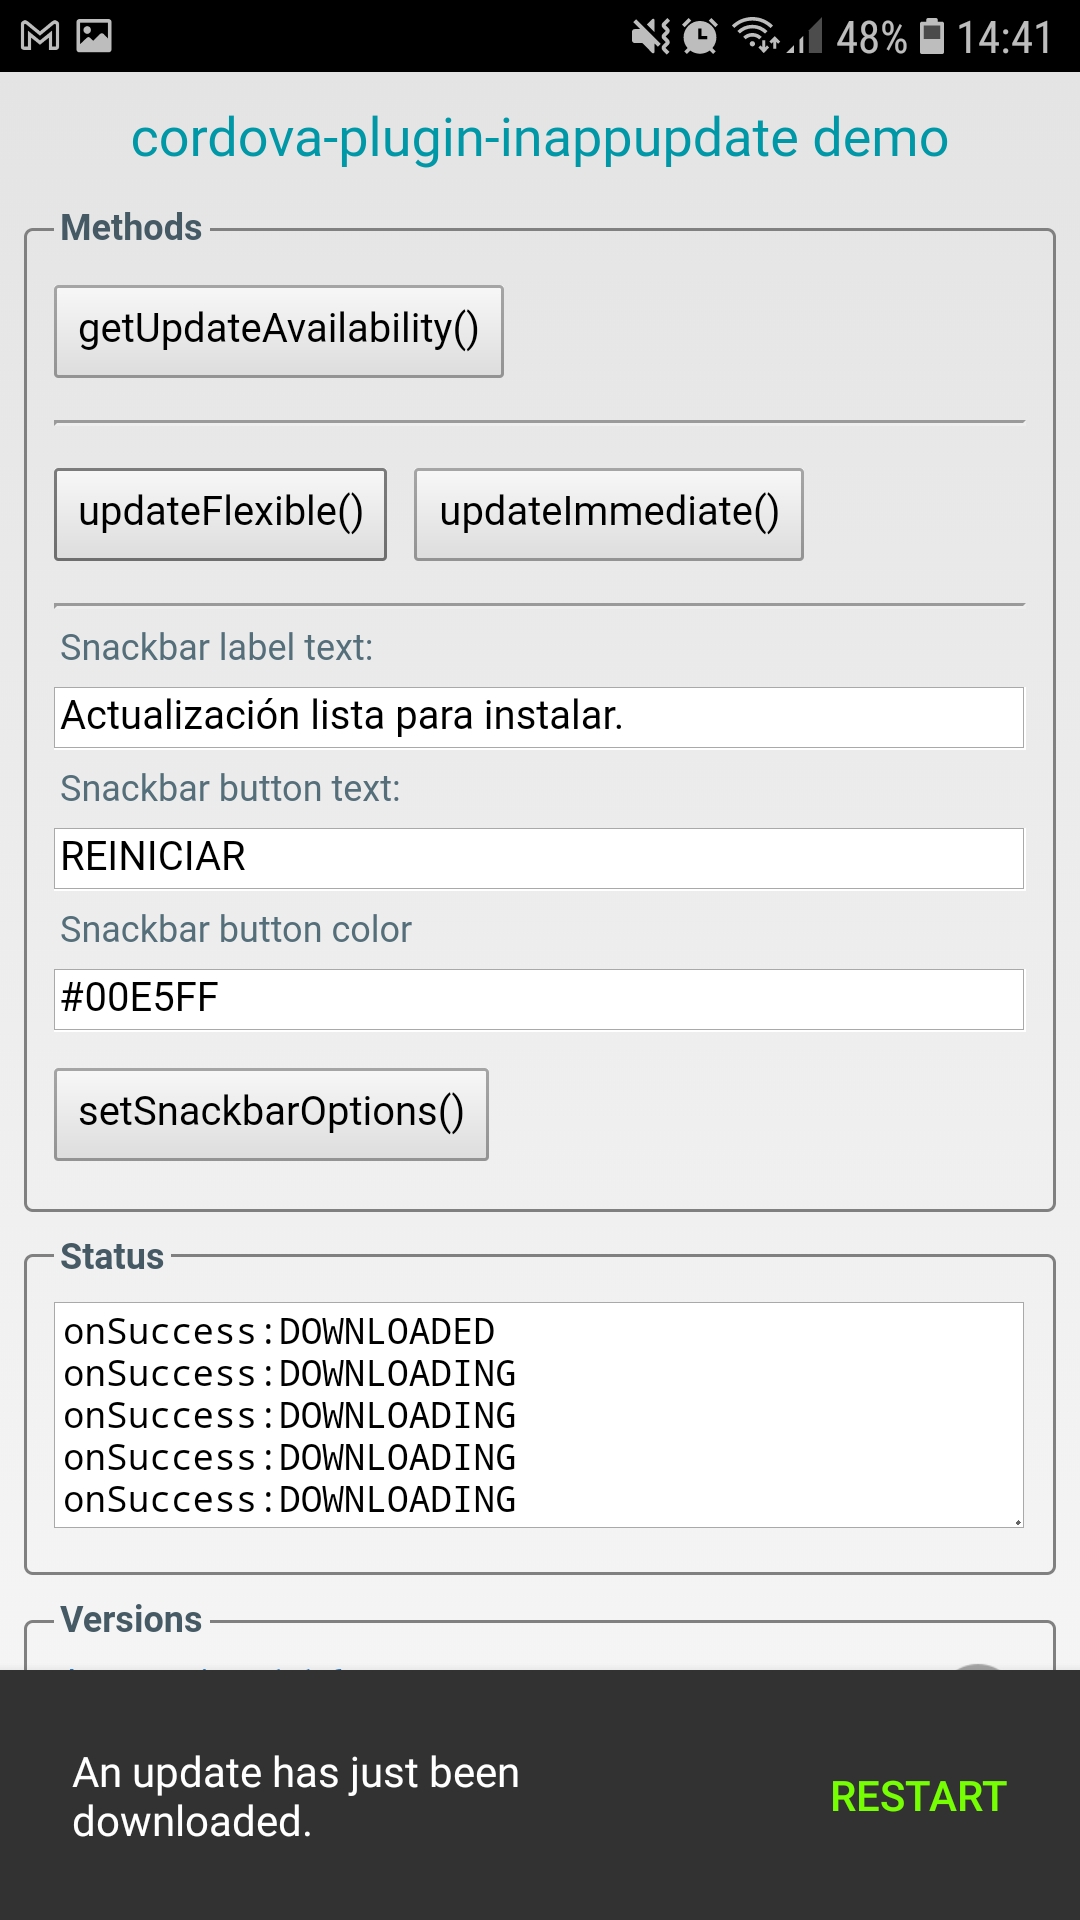 48% 14:41
cordova-plugin-inappupdate demo
Methods
getUpdateAvailability()
updateFlexible() updateImmediate()
Snackbar label text:
Actualización lista para instalar.
Snackbar button text:
REINICIAR
Snackbar button color
#00E5FF
setSnackbarOptions()
Status
onSuccess:DOWNLOADED
onSuccess:DOWNLOADING
onSuccess:DOWNLOADING
onSuccess:DOWNLOADING
onSuccess:DOWNLOADING
Versions
An update has just been
downloaded.
RESTART